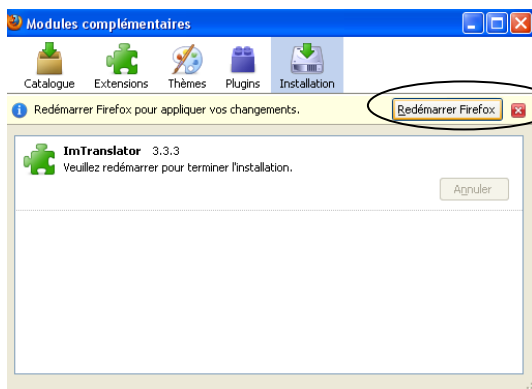 Modules complémentaires
Catalogue Extensions Thèmes Plugins Installation
Redémarrer Firefox pour appliquer vos changements. Redémarrer Firefox
ImTranslator 3.3.3
Veuillez redémarrer pour terminer l'installation.
Annuler